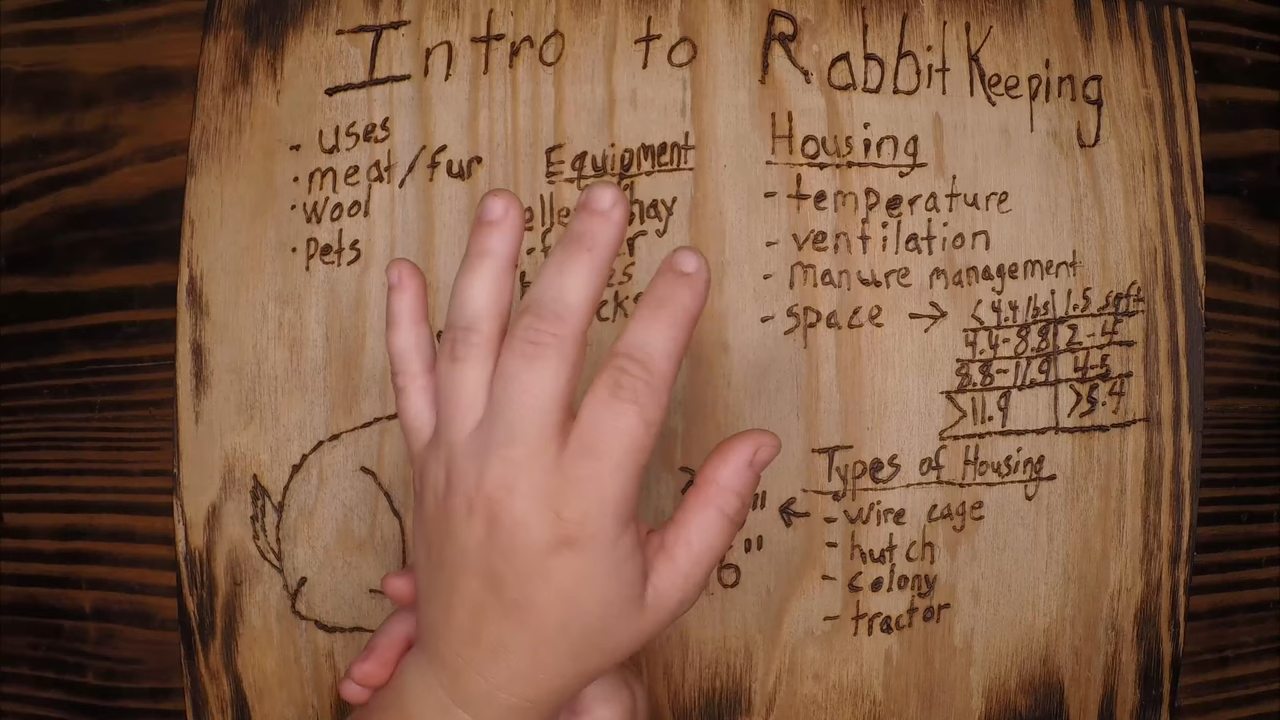 Intro to Rabbit Keeping
- uses
· meat/fur
· wool
· pets
Equipment
hay
Housing
- temperature
- ventilation
- manure management
- space → <4.4 lbs 1.5 sqft
4.4-8.8 2-4
8.8-11.9 4-5
>11.9 >5.4
Types of Housing
← - wire cage
- hutch
- colony
- tractor